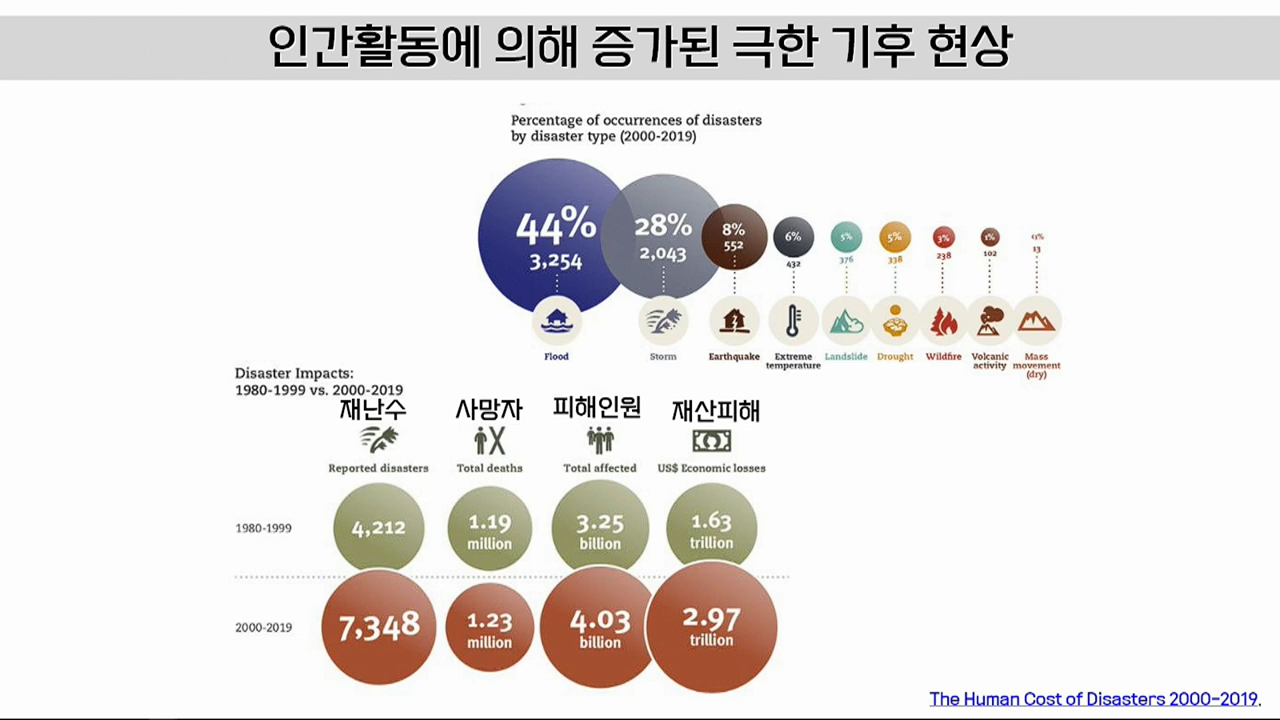 인간활동에 의해 증가된 극한 기후 현상
Percentage of occurrences of disasters
by disaster type (2000-2019)
44%
3,254
28%
2,043
8%
552
6%
432
5%
376
5%
338
3%
238
1%
102
<1%
13
Flood
Storm
Earthquake
Extreme
temperature
Landslide
Drought
Wildfire
Volcanic
activity
Mass
movement
(dry)
Disaster Impacts:
1980-1999 vs. 2000-2019
재난수
사망자
피해인원
재산피해
Reported disasters
Total deaths
Total affected
US$ Economic losses
1980-1999
4,212
1.19
million
3.25
billion
1.63
trillion
2000-2019
7,348
1.23
million
4.03
billion
2.97
trillion
The Human Cost of Disasters 2000-2019.